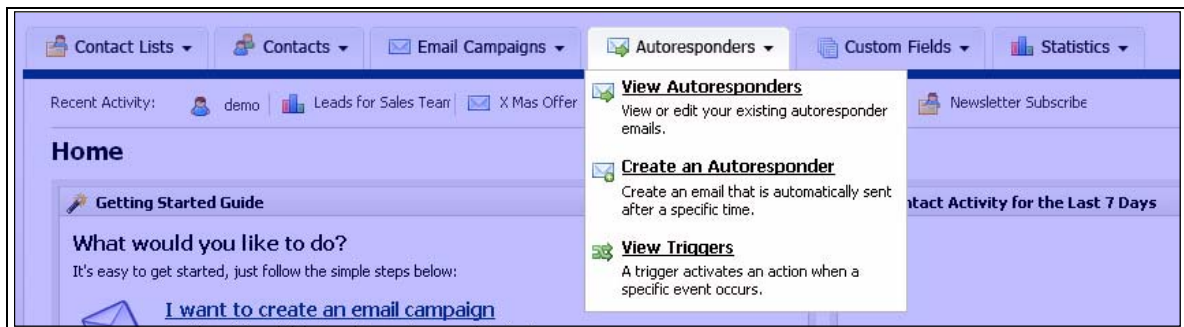 Contact Lists Contacts Email Campaigns Autoresponders Custom Fields Statistics
Recent Activity: demo Leads for Sales Tear X Mas Offer Newsletter Subscribe
View Autoresponders
View or edit your existing autoresponder
emails.
Home
Create an Autoresponder
Create an email that is automatically sent
after a specific time.
Getting Started Guide
ntact Activity for the Last 7 Days
What would you like to do?
It's easy to get started, just follow the simple steps below:
View Triggers
A trigger activates an action when a
specific event occurs.
I want to create an email campaign